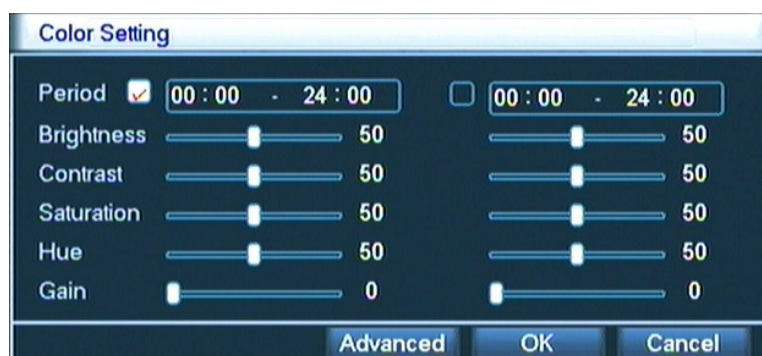 Color Setting
Period 00 : 00 - 24 : 00 00 : 00 - 24 : 00
Brightness 50 50
Contrast 50 50
Saturation 50 50
Hue 50 50
Gain 0 0
Advanced OK Cancel